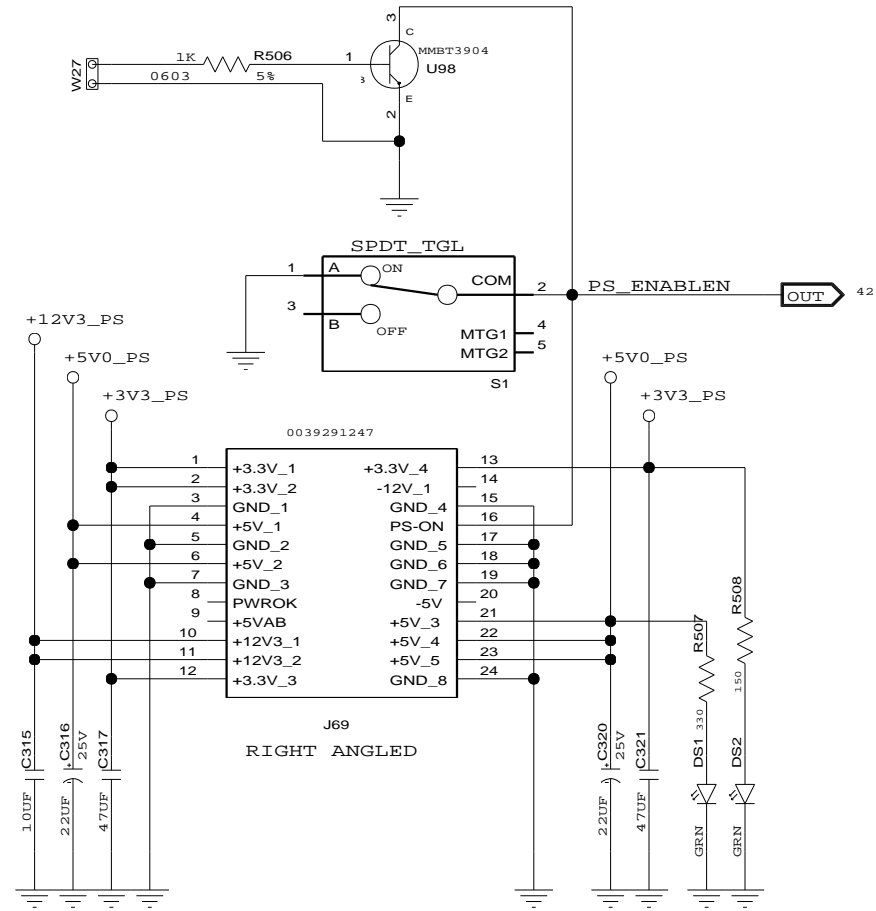 3
C
MMBT3904
U98
1K R506 1
0603 5%
W27
B
E
2
SPDT_TGL
1 A ON
COM 2 PS_ENABLEN OUT 42
3 B OFF
MTG1 4
MTG2 5
S1
+12V3_PS
+5V0_PS
+3V3_PS
+5V0_PS
+3V3_PS
0039291247
1 +3.3V_1 +3.3V_4 13
2 +3.3V_2 -12V_1 14
3 GND_1 GND_4 15
4 +5V_1 PS-ON 16
5 GND_2 GND_5 17
6 +5V_2 GND_6 18
7 GND_3 GND_7 19
8 PWROK -5V 20
9 +5VAB +5V_3 21
10 +12V3_1 +5V_4 22
11 +12V3_2 +5V_5 23
12 +3.3V_3 GND_8 24
J69
RIGHT ANGLED
C315
10UF
+
C316
25V
22UF
C317
47UF
+
C320
25V
22UF
C321
47UF
R507
330
DS1
GRN
R508
150
DS2
GRN